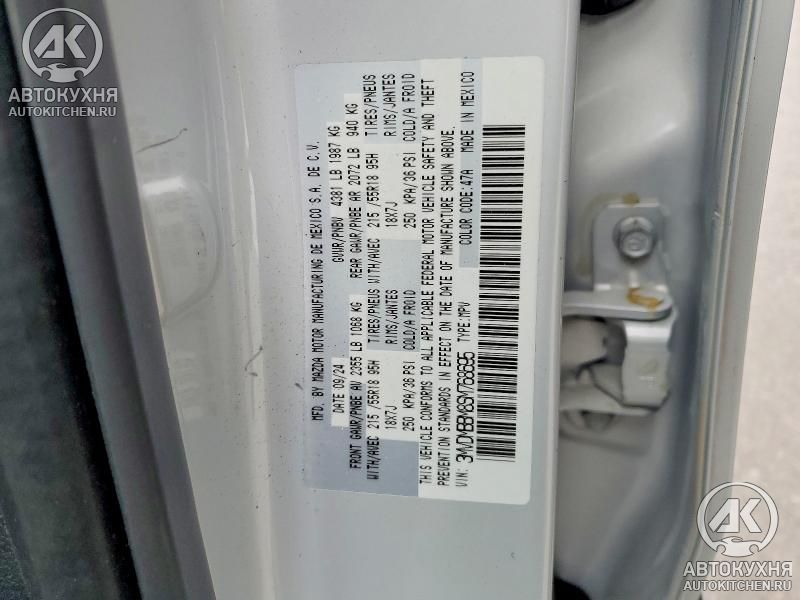 AK
АВТОКУХНЯ
AUTOKITCHEN.RU
MFD. BY MAZDA MOTOR MANUFACTURING DE MEXICO S.A. DE C.V.
DATE 09/24 GVWR/PNBV 4381 LB 1987 KG
FRONT GAWR/PNBE AV 2355 LB 1068 KG REAR GAWR/PNBE AR 2072 LB 940 KG
WITH/AVEC 215 /55R18 95H TIRES/PNEUS WITH/AVEC 215 /55R18 95H TIRES/PNEUS
18X7J RIMS/JANTES 18X7J RIMS/JANTES
250 KPA/36 PSI COLD/A FROID 250 KPA/36 PSI COLD/A FROID
THIS VEHICLE CONFORMS TO ALL APPLICABLE FEDERAL MOTOR VEHICLE SAFETY AND THEFT
PREVENTION STANDARDS IN EFFECT ON THE DATE OF MANUFACTURE SHOWN ABOVE.
VIN: 3MVDMBBM8SM768695 TYPE: MPV COLOR CODE: 47A MADE IN MEXICO
AK
АВТОКУХНЯ
AUTOKITCHEN.RU